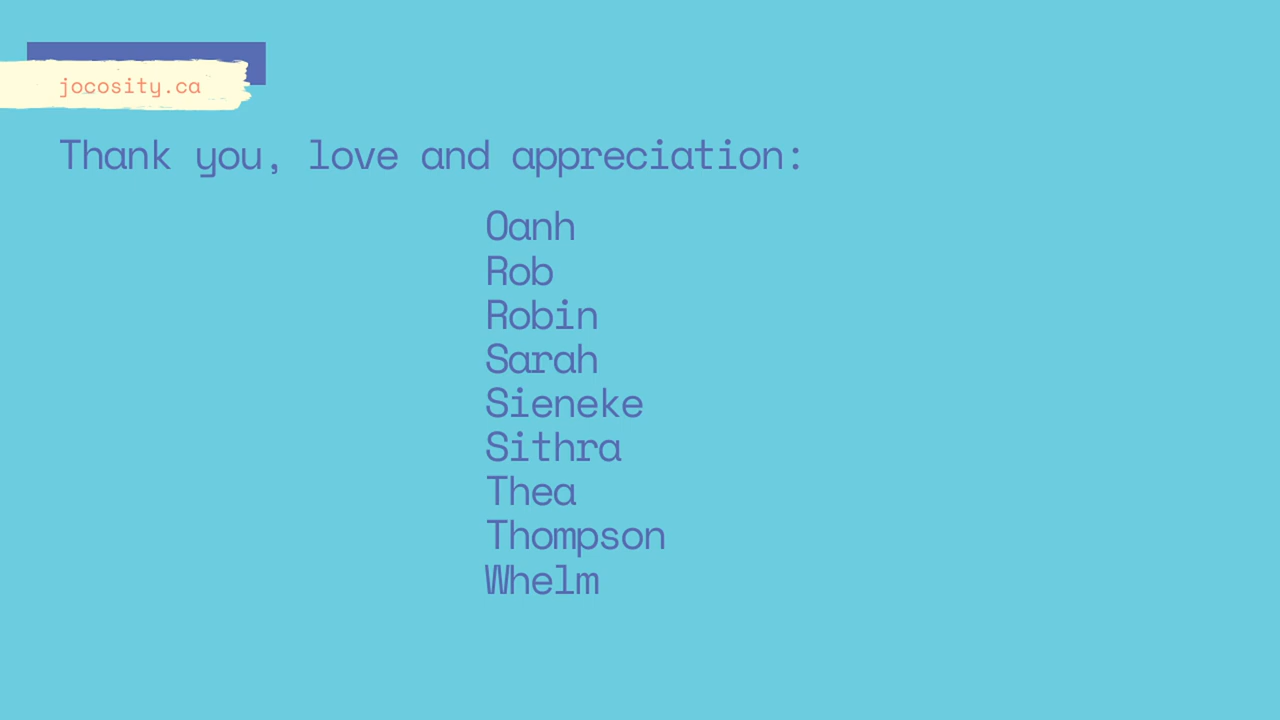 jocosity.ca
Thank you, love and appreciation:
Oanh
Rob
Robin
Sarah
Sieneke
Sithra
Thea
Thompson
Whelm